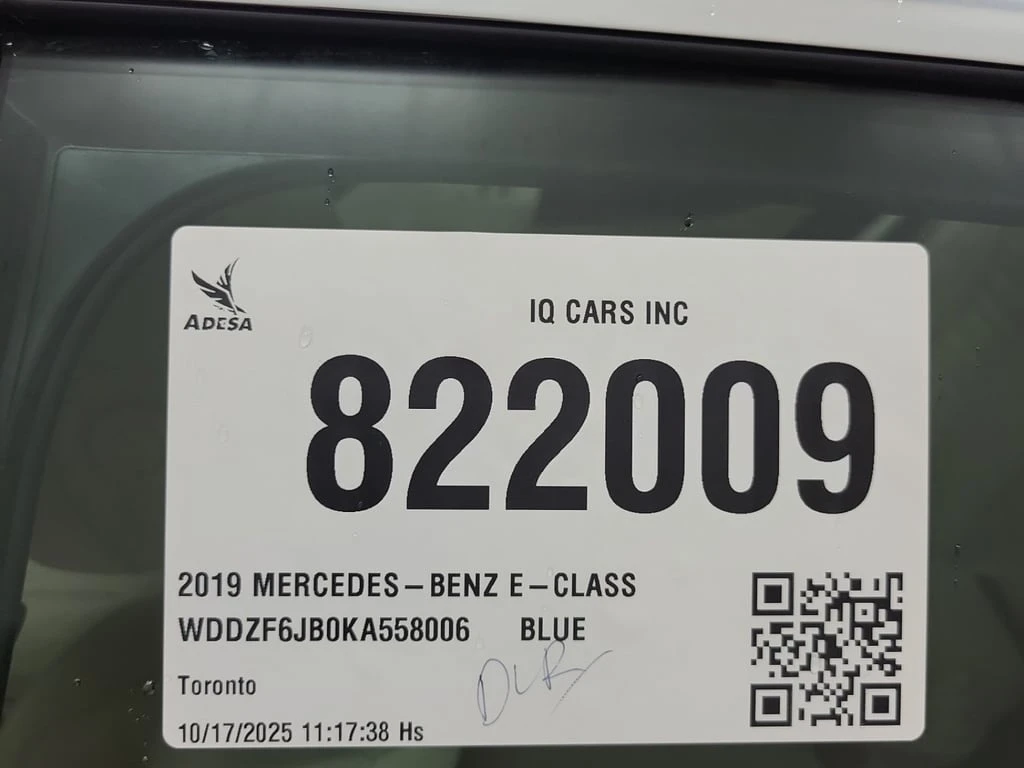 ADESA
IQ CARS INC
822009
2019 MERCEDES-BENZ E-CLASS
WDDZF6JB0KA558006 BLUE
DLR
Toronto
10/17/2025 11:17:38 Hs